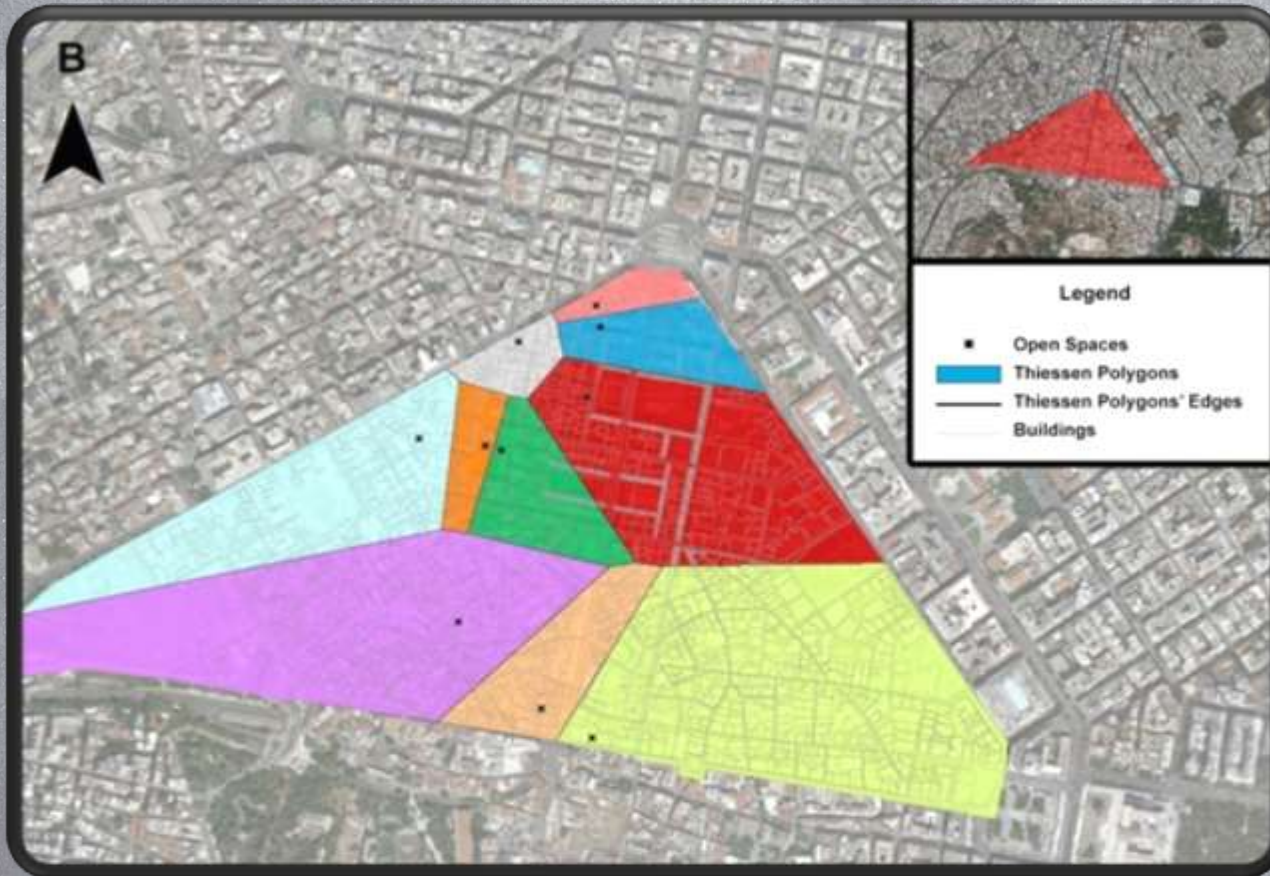 B
Legend
Open Spaces
Thiessen Polygons
Thiessen Polygons' Edges
Buildings